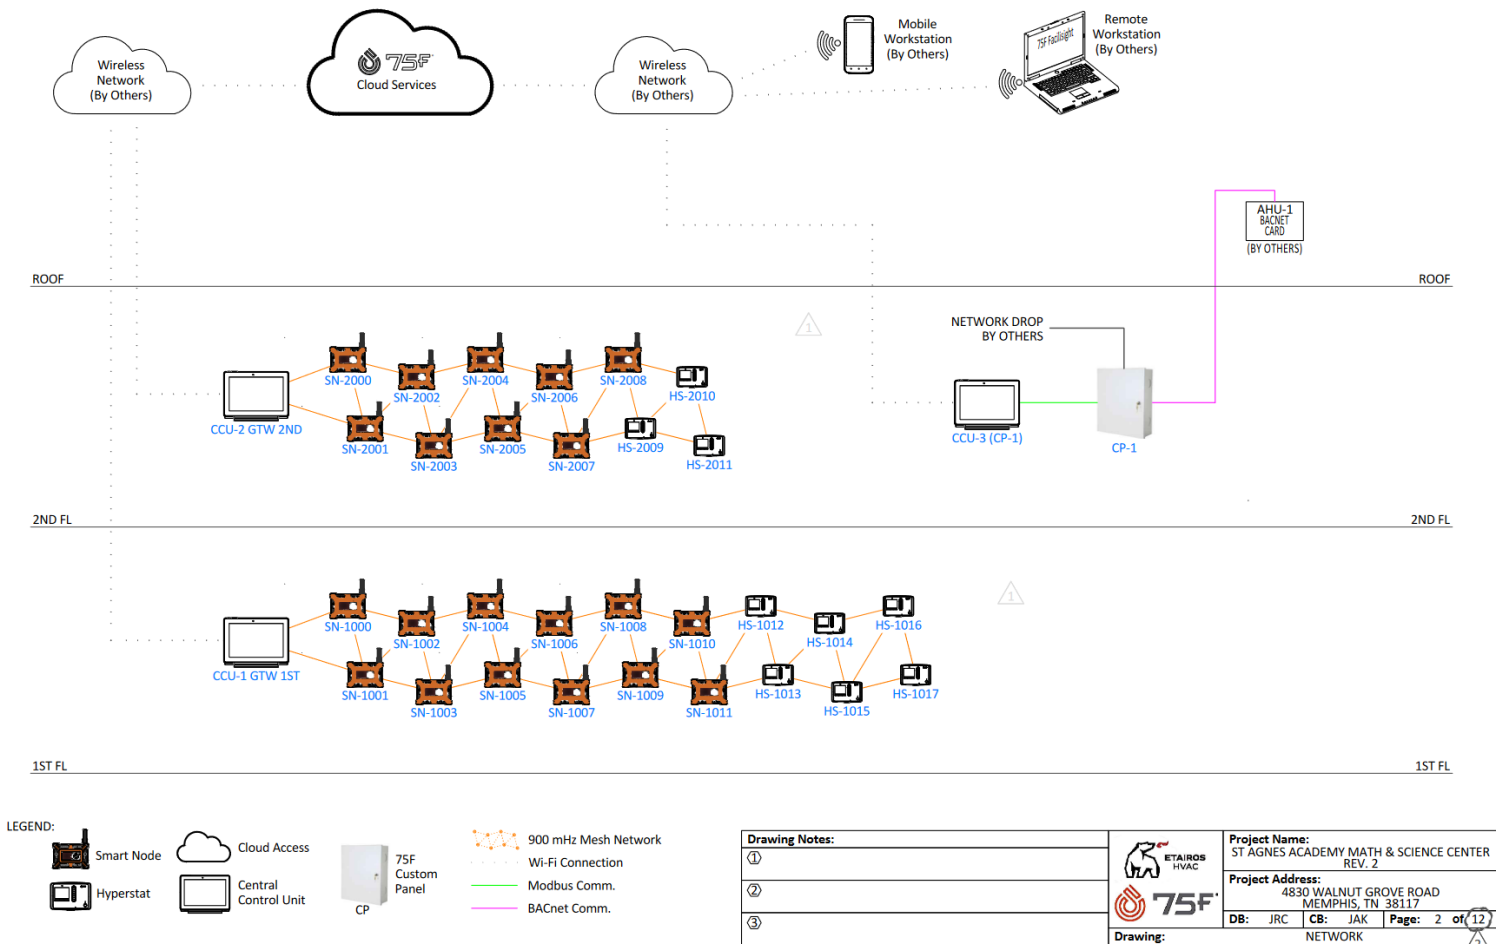 Wireless
Network
(By Others)
75F
Cloud Services
Wireless
Network
(By Others)
Mobile
Workstation
(By Others)
75F Facilisight
Remote
Workstation
(By Others)
AHU-1
BACNET
CARD
(BY OTHERS)
ROOF
ROOF
NETWORK DROP
BY OTHERS
1
SN-2000
SN-2002
SN-2004
SN-2006
SN-2008
HS-2010
CCU-2 GTW 2ND
SN-2001
SN-2003
SN-2005
SN-2007
HS-2009
HS-2011
CCU-3 (CP-1)
CP-1
2ND FL
2ND FL
1
SN-1000
SN-1002
SN-1004
SN-1006
SN-1008
SN-1010
HS-1012
HS-1014
HS-1016
CCU-1 GTW 1ST
SN-1001
SN-1003
SN-1005
SN-1007
SN-1009
SN-1011
HS-1013
HS-1015
HS-1017
1ST FL
1ST FL
LEGEND:
Smart Node
Hyperstat
Cloud Access
Central
Control Unit
75F
Custom
Panel
CP
900 mHz Mesh Network
Wi-Fi Connection
Modbus Comm.
BACnet Comm.
Drawing Notes:
1
2
3
ETAIROS
HVAC
75F
Project Name:
ST AGNES ACADEMY MATH & SCIENCE CENTER
REV. 2
Project Address:
4830 WALNUT GROVE ROAD
MEMPHIS, TN 38117
DB: JRC CB: JAK Page: 2 of 12
Drawing: NETWORK
2